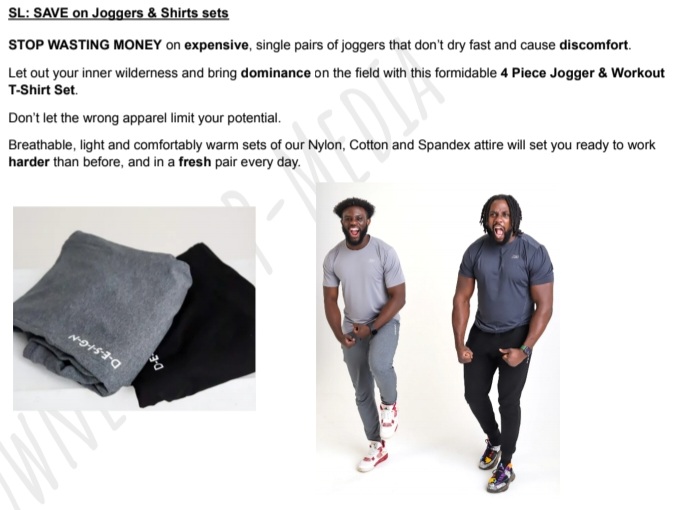 SL: SAVE on Joggers & Shirts sets
STOP WASTING MONEY on expensive, single pairs of joggers that don’t dry fast and cause discomfort.
Let out your inner wilderness and bring dominance on the field with this formidable 4 Piece Jogger & Workout
T-Shirt Set.
Don’t let the wrong apparel limit your potential.
Breathable, light and comfortably warm sets of our Nylon, Cotton and Spandex attire will set you ready to work
harder than before, and in a fresh pair every day.
D-E-S-I-G-N